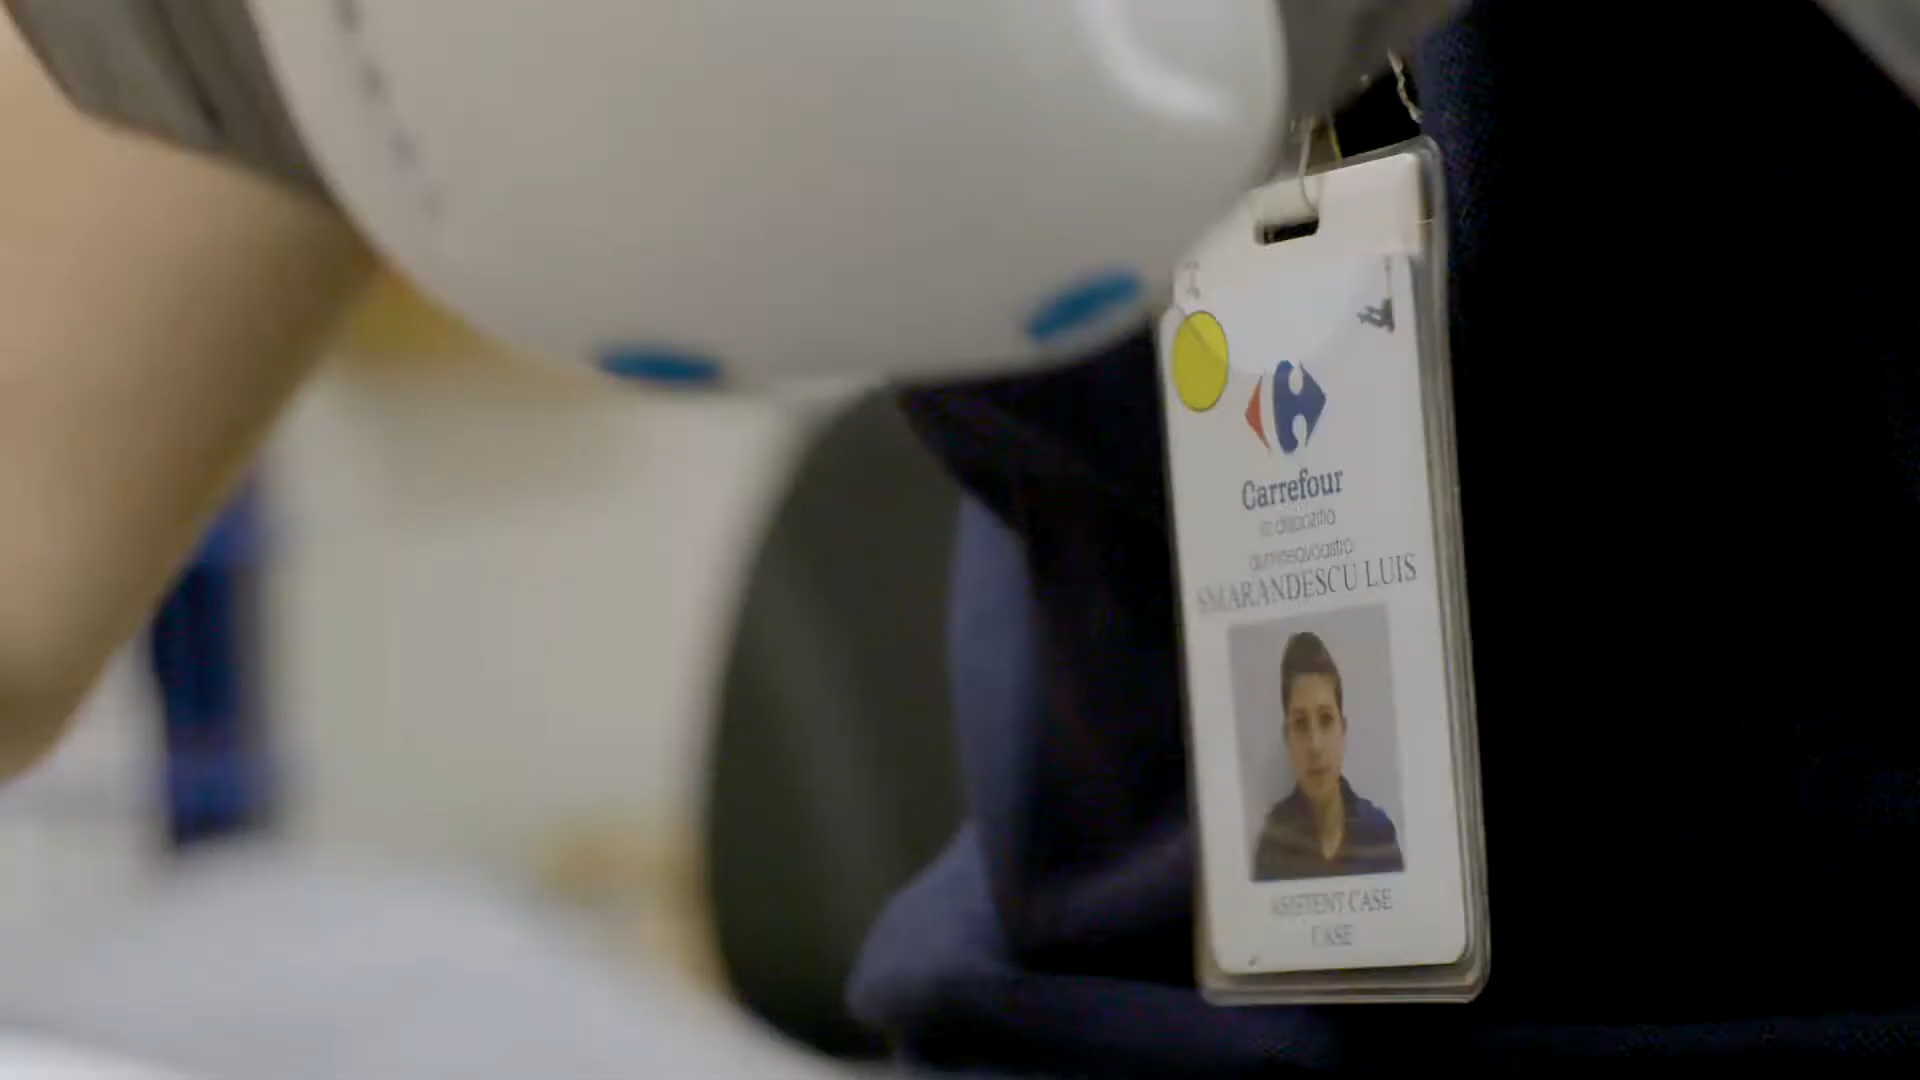 Carrefour
la dispoziția
dumneavoastră
SMARANDESCU LUIS
ASISTENT CASE
CASE